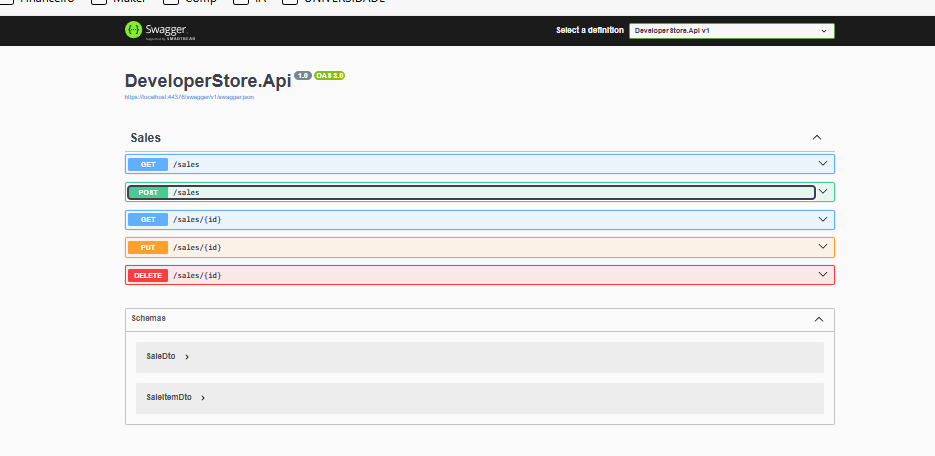 Financeiro Maker Comp IA UNIVERSIDADE
Swagger.
Supported by SMARTBEAR
Select a definition DeveloperStore.Api v1
DeveloperStore.Api 1.0 OAS 3.0
https://localhost:44376/swagger/v1/swagger.json
Sales
GET /sales
POST /sales
GET /sales/{id}
PUT /sales/{id}
DELETE /sales/{id}
Schemas
SaleDto
SaleItemDto